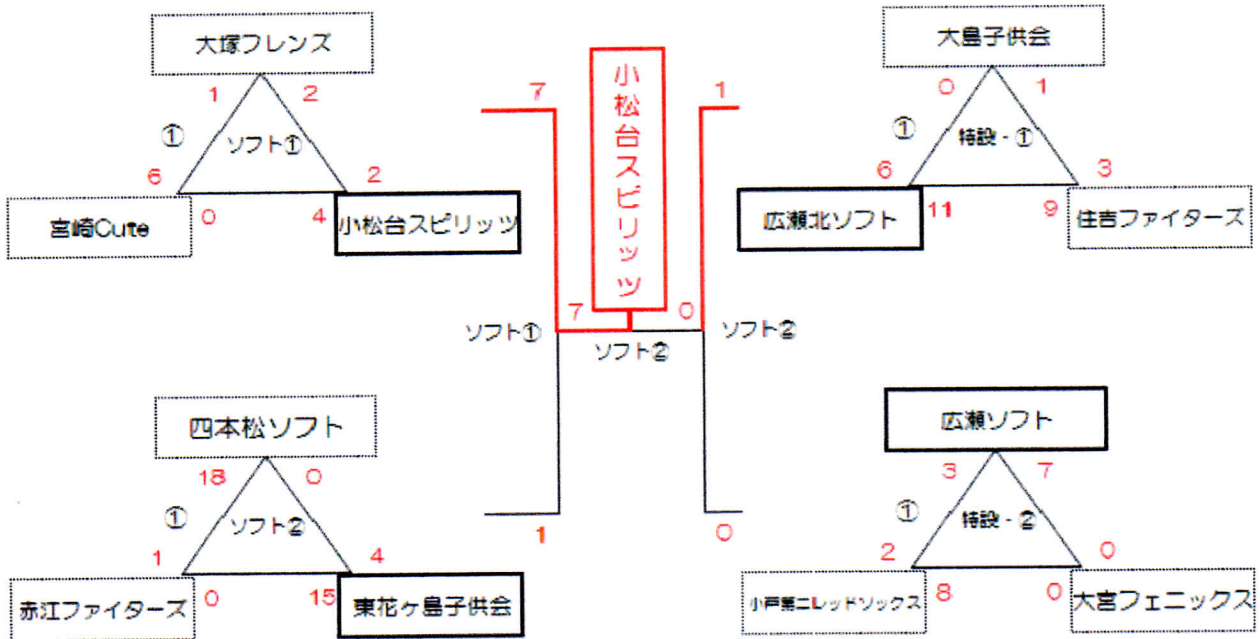 大塚フレンズ
1 2
① ソフト①
6 2
宮崎Cute 0 4 小松台スピリッツ
7 1
小松台スピリッツ
大島子供会
0 1
① 特設-①
6 3
広瀬北ソフト 11 9 住吉ファイターズ
7 0
ソフト① ソフト② ソフト②
四本松ソフト
18 0
① ソフト②
1 4
赤江ファイターズ 0 15 東花ヶ島子供会
1 0
広瀬ソフト
3 7
① 特設-②
2 0
小戸第二レッドソックス 8 0 大宮フェニックス